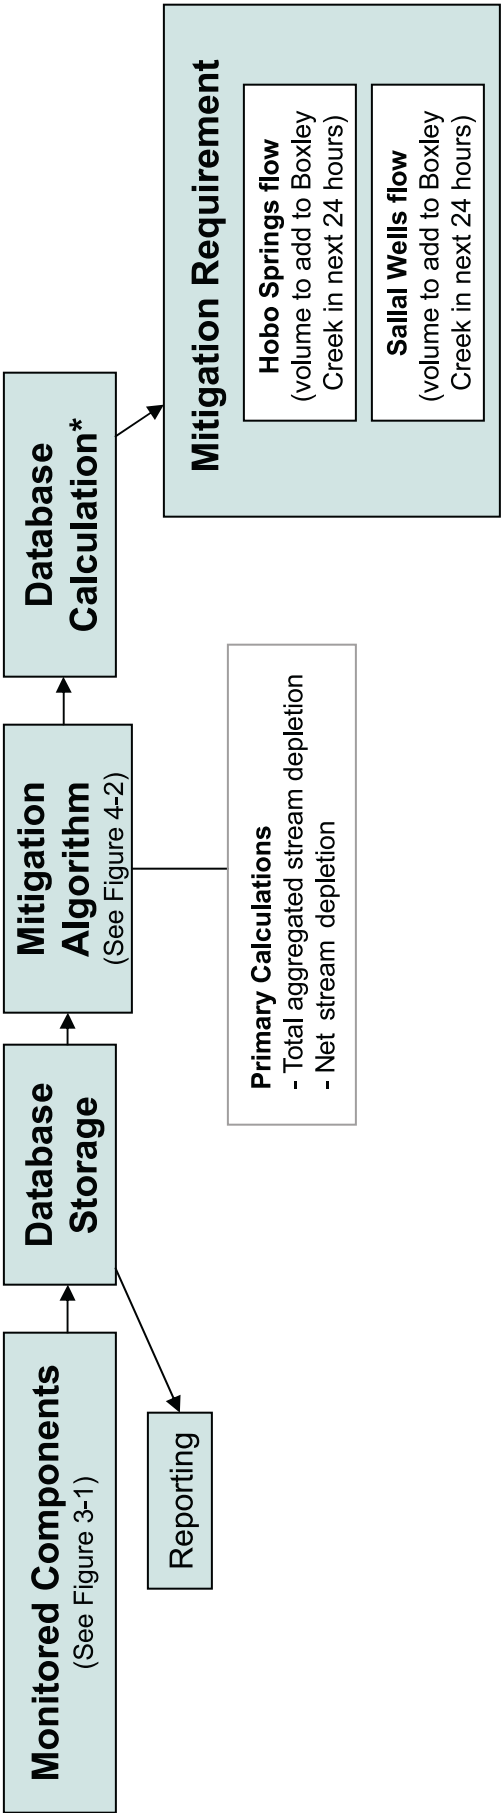 Monitored Components
(See Figure 3-1)
Database
Storage
Reporting
Mitigation
Algorithm
(See Figure 4-2)
Primary Calculations
- Total aggregated stream depletion
- Net stream depletion
Database
Calculation*
Mitigation Requirement
Hobo Springs flow
(volume to add to Boxley
Creek in next 24 hours)
Sallal Wells flow
(volume to add to Boxley
Creek in next 24 hours)